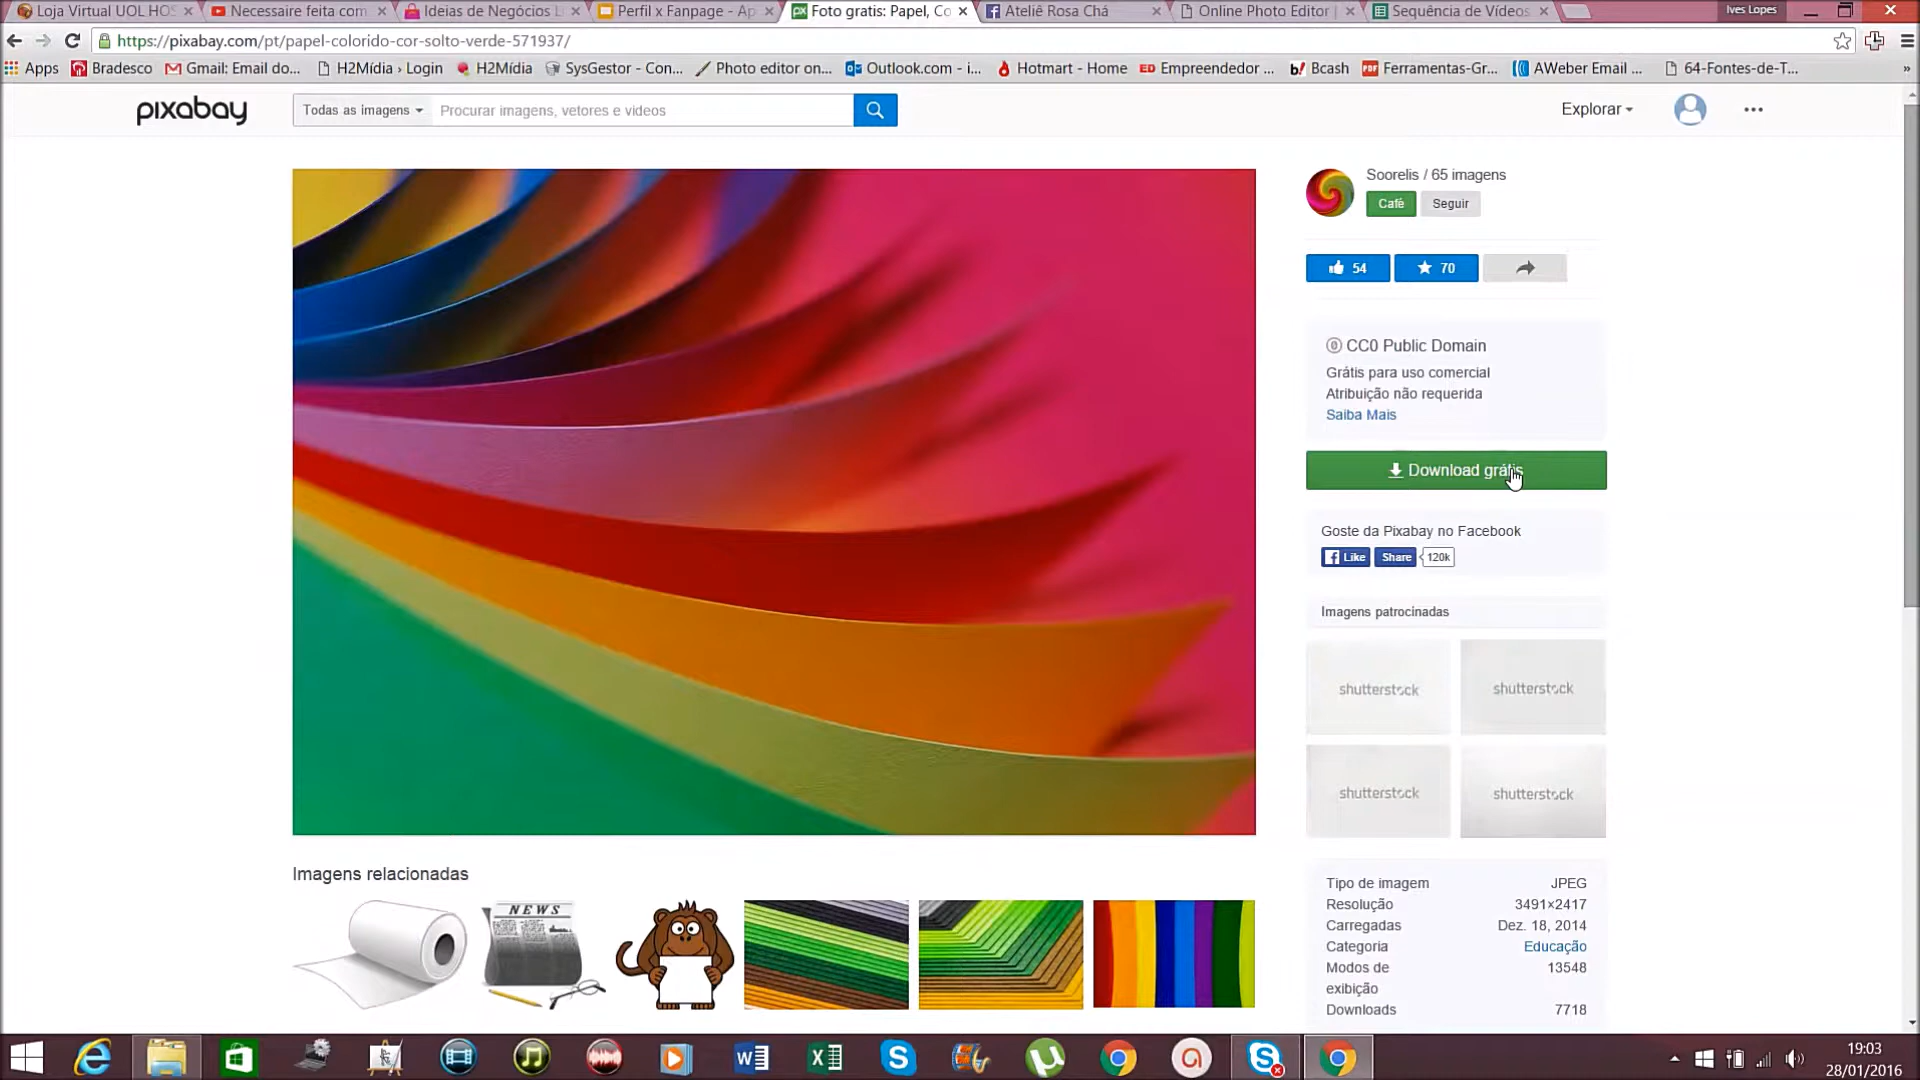 Loja Virtual UOL HOS
Necessaire feita com
Ideias de Negócios L
Perfil x Fanpage - Ap
Foto gratis: Papel, Co
Ateliê Rosa Chá
Online Photo Editor
Sequência de Vídeos
Ives Lopes
https://pixabay.com/pt/papel-colorido-cor-solto-verde-571937/
Apps
Bradesco
Gmail: Email do...
H2Mídia › Login
H2Mídia
SysGestor - Con...
Photo editor on...
Outlook.com - i...
Hotmart - Home
ED Empreendedor ...
b! Bcash
PDF Ferramentas-Gr...
AWeber Email ...
64-Fontes-de-T...
»
pixabay
Todas as imagens
Procurar imagens, vetores e videos
Explorar
Soorelis / 65 imagens
Café
Seguir
54
70
CC0 Public Domain
Grátis para uso comercial
Atribuição não requerida
Saiba Mais
Download grátis
Goste da Pixabay no Facebook
Like
Share
120k
Imagens patrocinadas
shutterstock
shutterstock
shutterstock
shutterstock
Imagens relacionadas
NEWS
Tipo de imagem JPEG
Resolução 3491×2417
Carregadas Dez. 18, 2014
Categoria Educação
Modos de 13548
exibição
Downloads 7718
19:03
28/01/2016